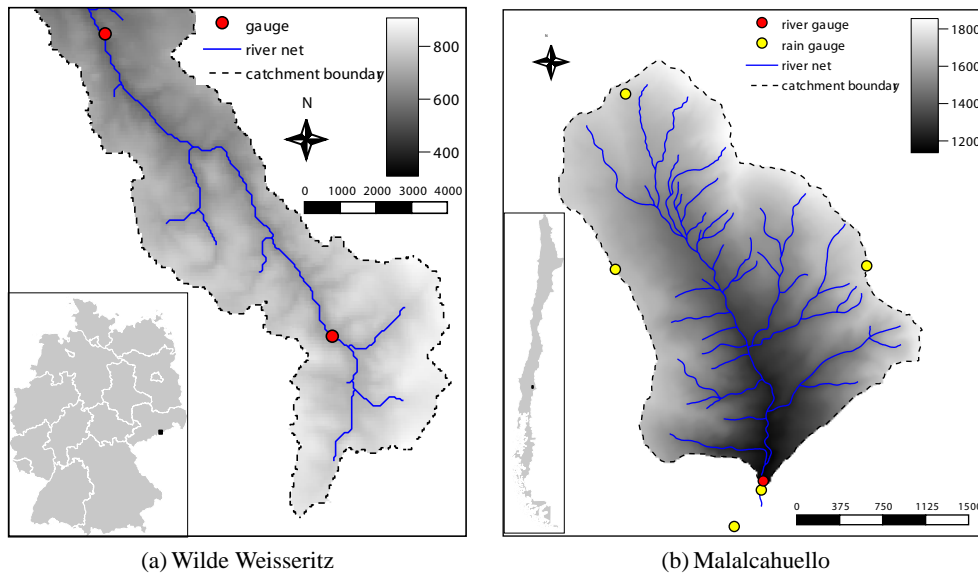 gauge
river net
catchment boundary
800
600
400
N
0 1000 2000 3000 4000
(a) Wilde Weisseritz
river gauge
rain gauge
river net
catchment boundary
1800
1600
1400
1200
0 375 750 1125 1500
(b) Malalcahuello